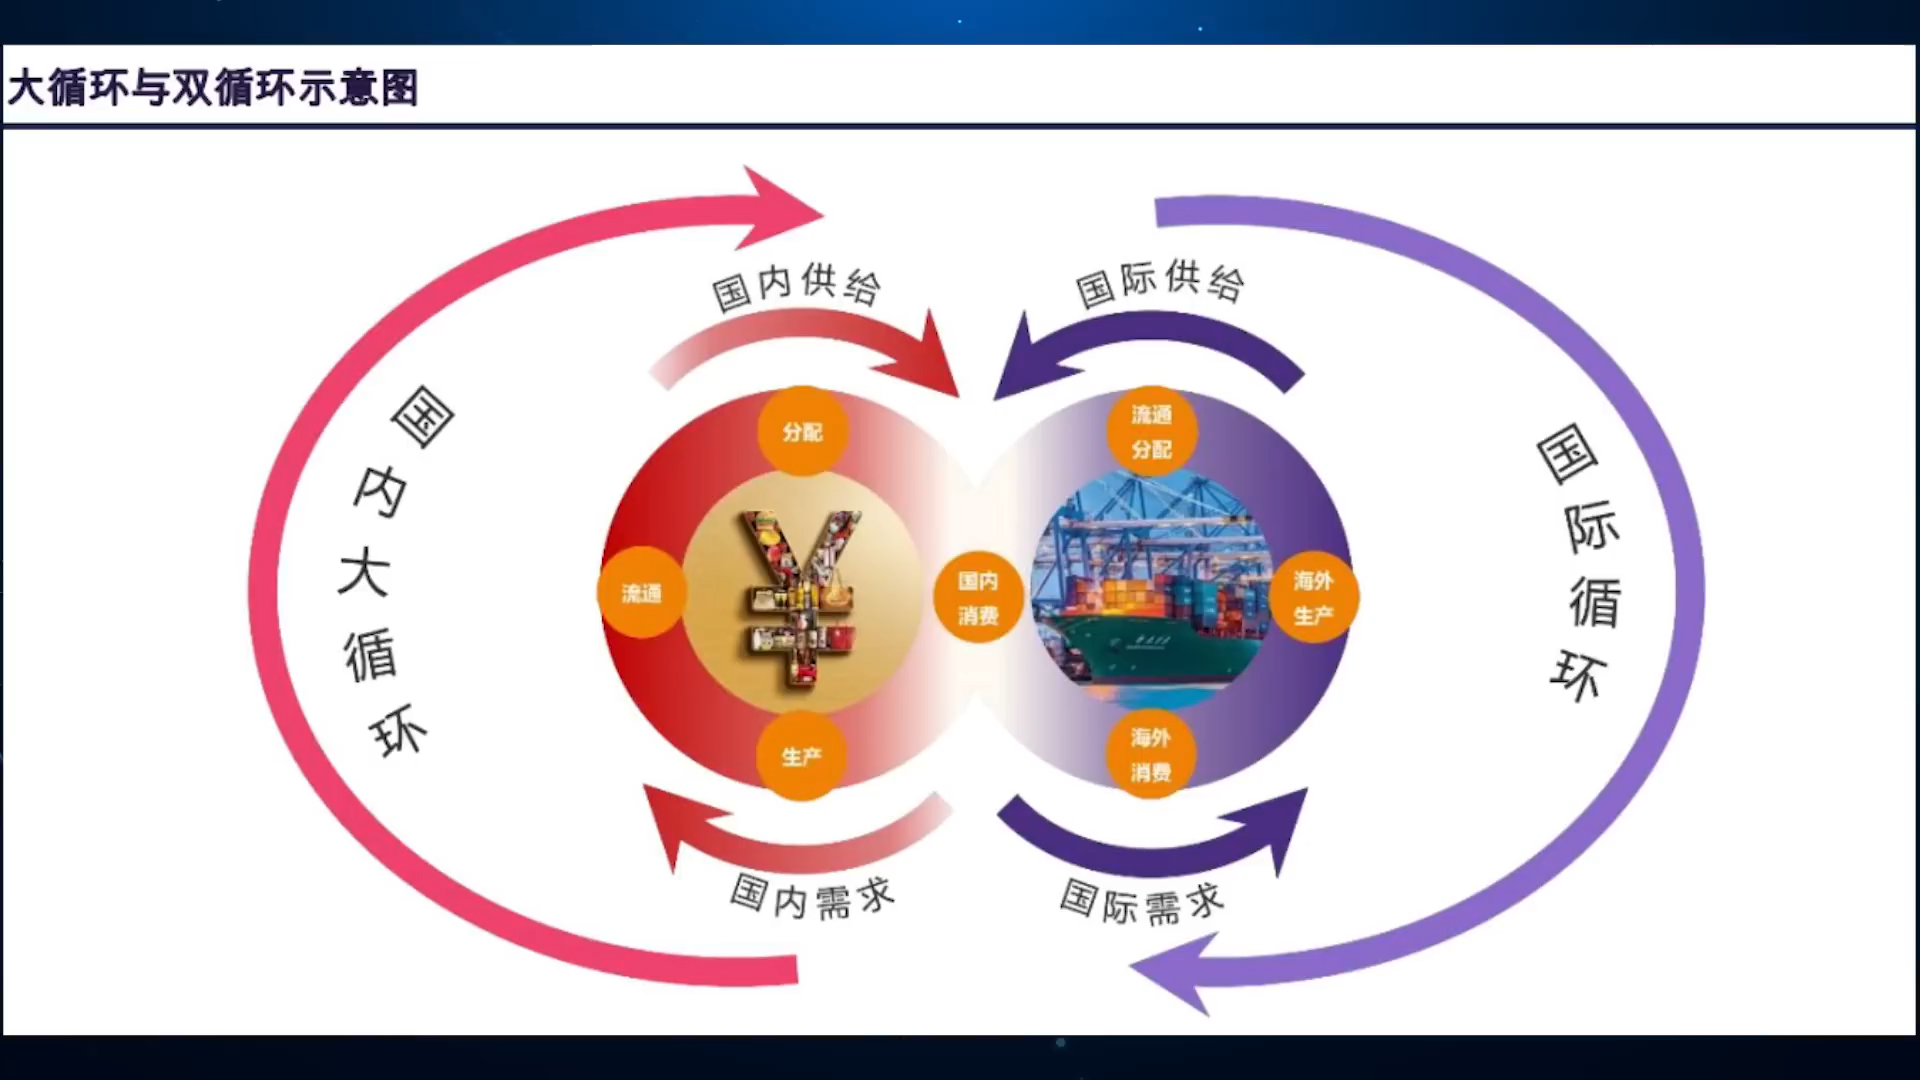 大循环与双循环示意图
国内供给
国际供给
国内大循环
国际循环
分配
流通
分配
流通
国内
消费
海外
生产
生产
海外
消费
国内需求
国际需求